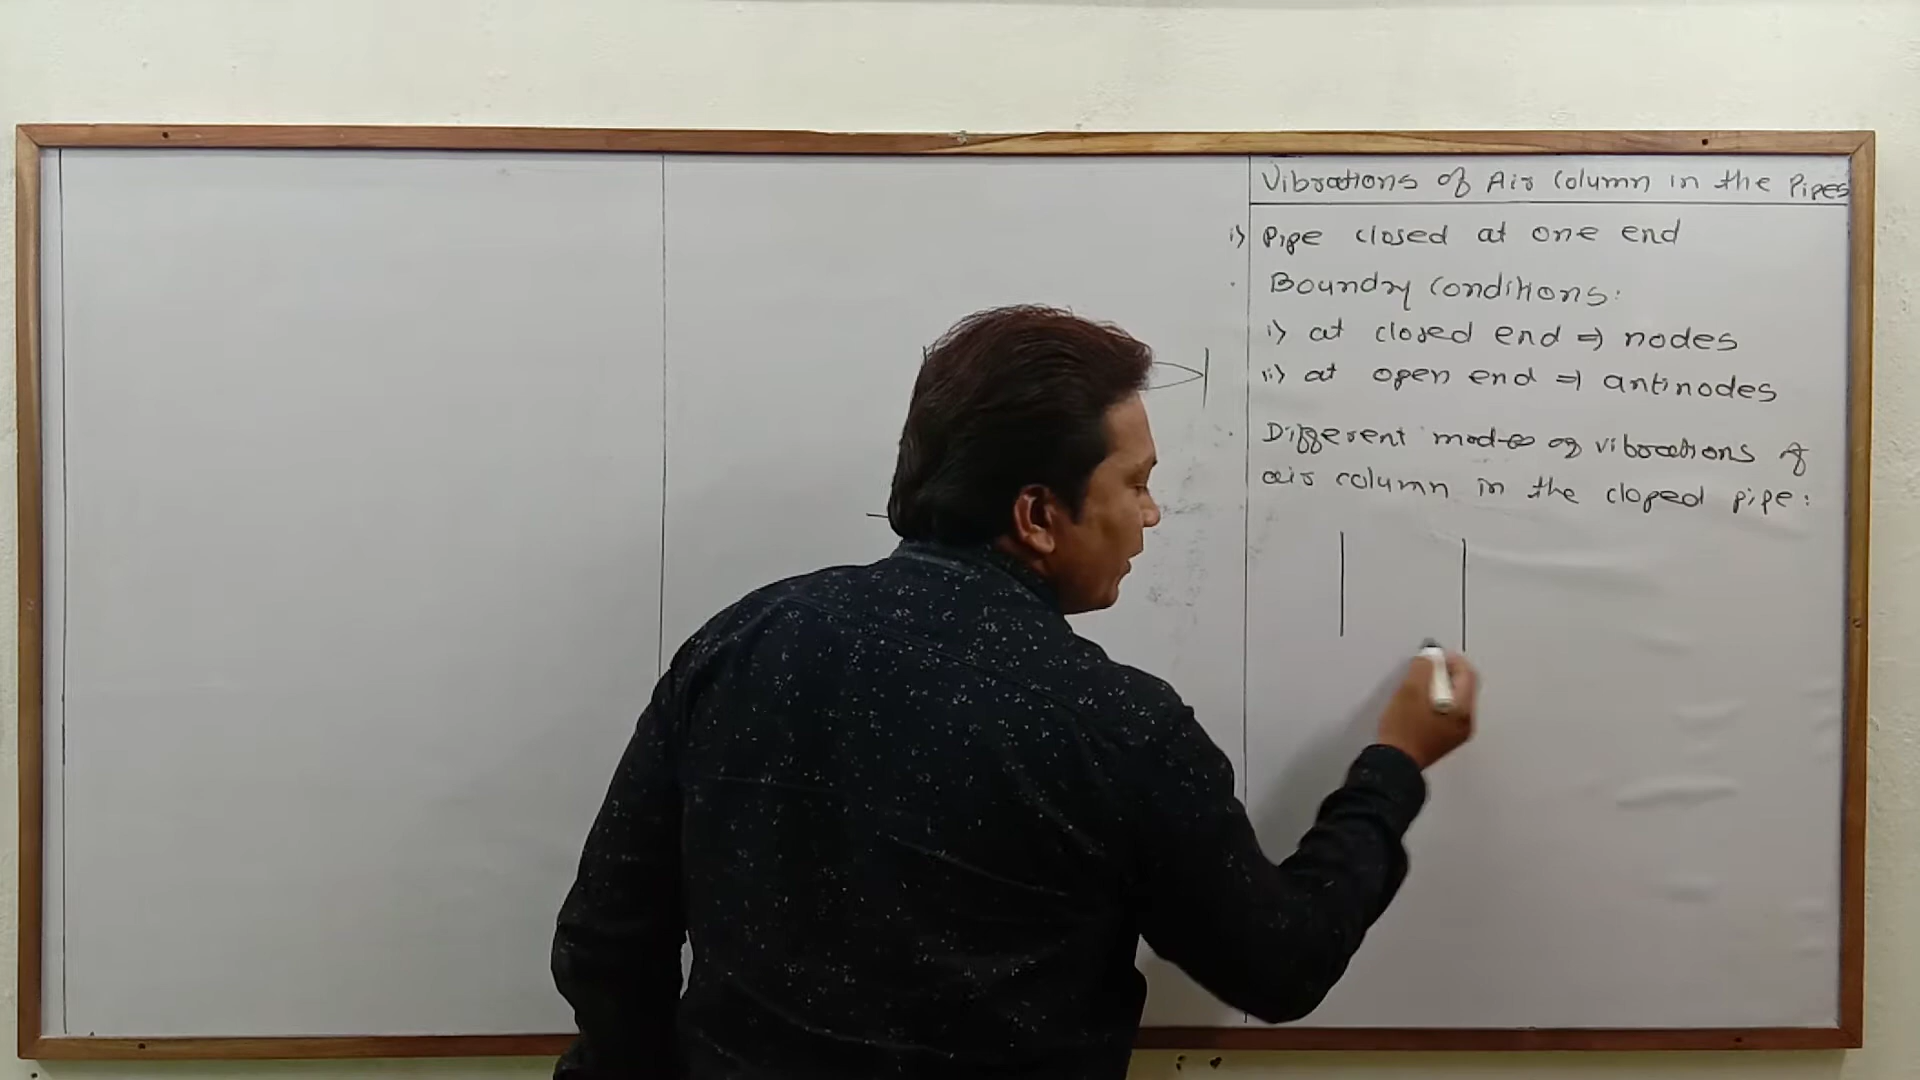 Vibrations of Air Column in the Pipes
i) Pipe closed at one end
· Boundry Conditions:
i) at closed end ⇒ nodes
ii) at open end ⇒ antinodes
· Different modes of vibrations of
air column in the cloped pipe: